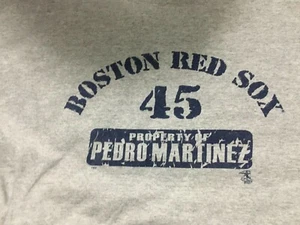 BOSTON RED SOX
45
PROPERTY OF
PEDRO MARTINEZ